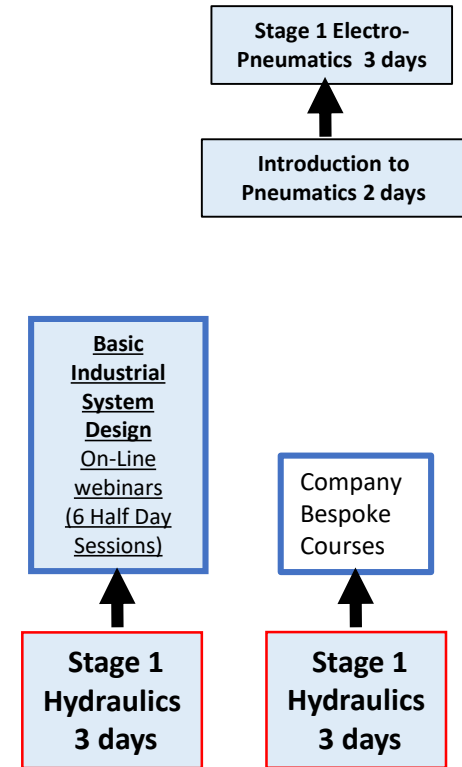 Stage 1 Electro-
Pneumatics 3 days
Introduction to
Pneumatics 2 days
Basic
Industrial
System
Design
On-Line
webinars
(6 Half Day
Sessions)
Company
Bespoke
Courses
Stage 1
Hydraulics
3 days
Stage 1
Hydraulics
3 days